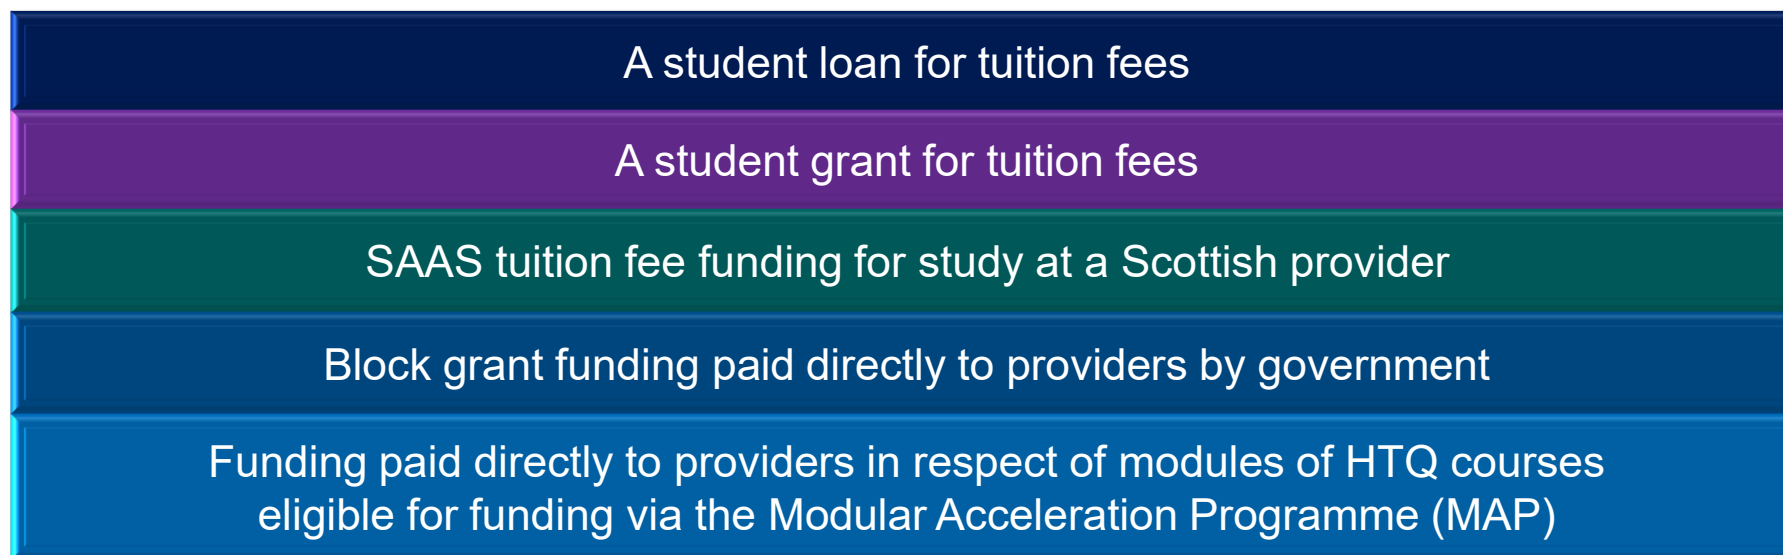 A student loan for tuition fees
A student grant for tuition fees
SAAS tuition fee funding for study at a Scottish provider
Block grant funding paid directly to providers by government
Funding paid directly to providers in respect of modules of HTQ courses
eligible for funding via the Modular Acceleration Programme (MAP)